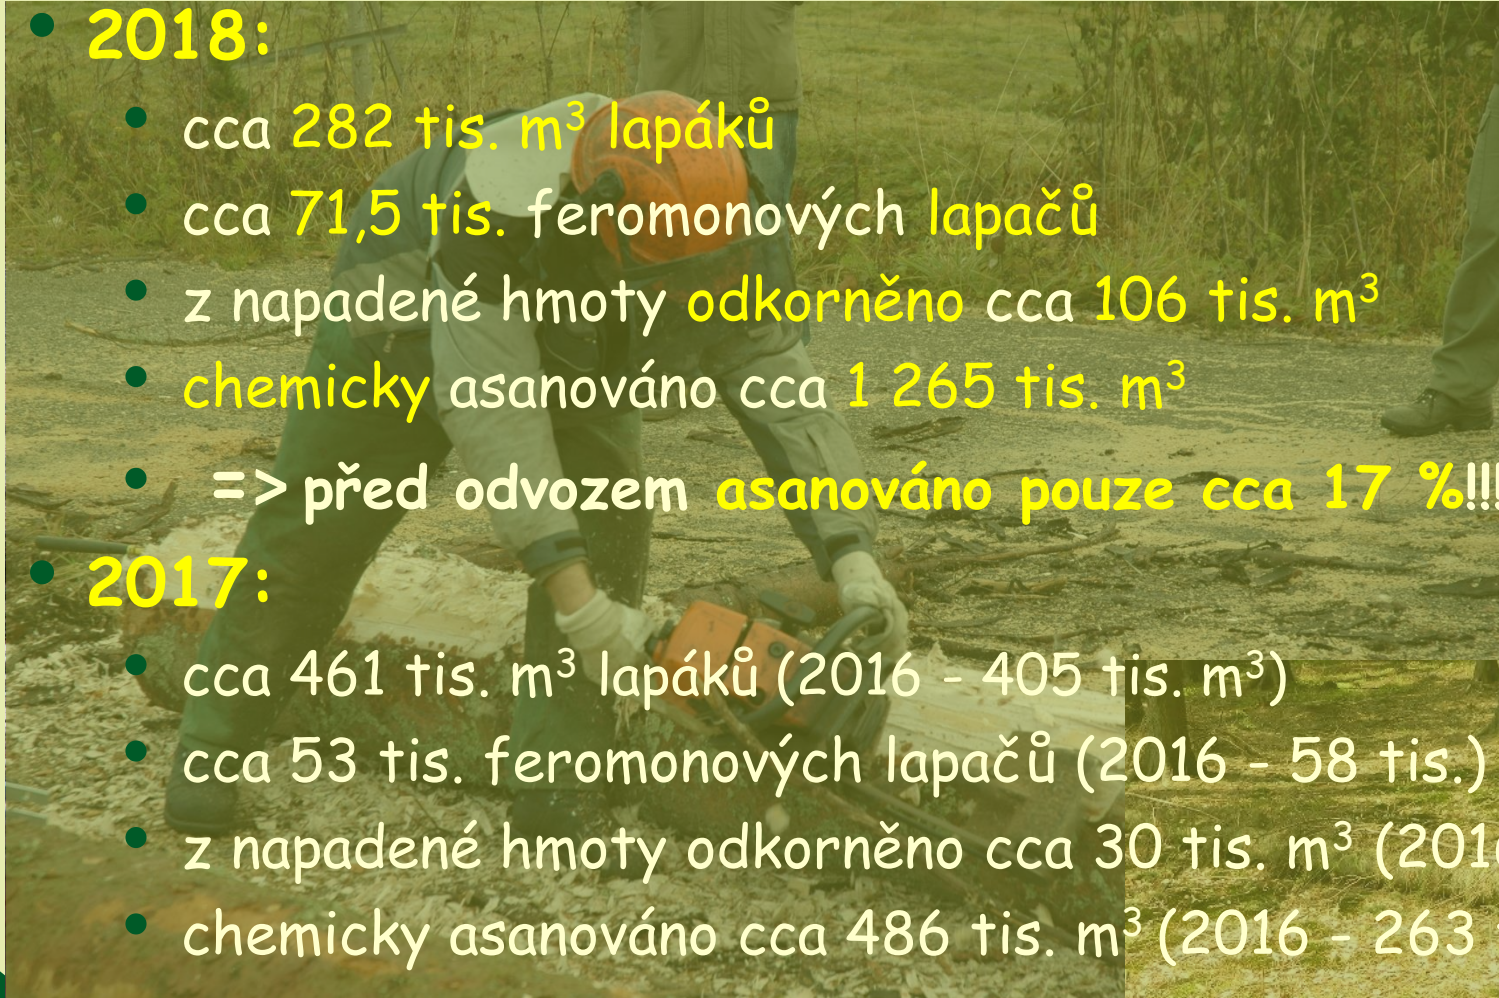 • 2018:
• cca 282 tis. m³ lapáků
• cca 71,5 tis. feromonových lapačů
• z napadené hmoty odkorněno cca 106 tis. m³
• chemicky asanováno cca 1 265 tis. m³
• => před odvozem asanováno pouze cca 17 %!!!
• 2017:
• cca 461 tis. m³ lapáků (2016 - 405 tis. m³)
• cca 53 tis. feromonových lapačů (2016 - 58 tis.)
• z napadené hmoty odkorněno cca 30 tis. m³
• chemicky asanováno cca 486 tis. m³ (2016 - 263